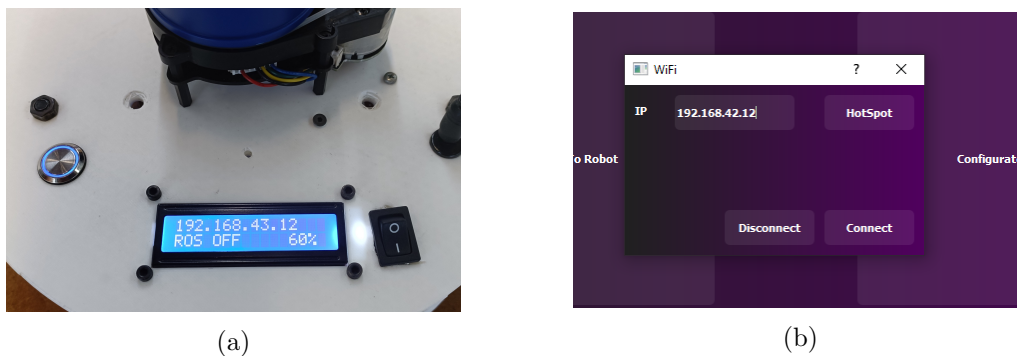 192.168.43.12
ROS OFF 60%
(a)
WiFi ?
IP 192.168.42.12 HotSpot
o Robot Configurat
Disconnect Connect
(b)